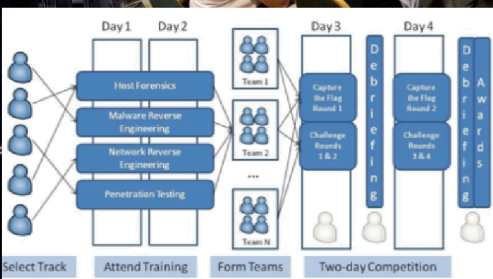 Day 1
Day 2
Day 3
Day 4
Host Forensics
Malware Reverse
Engineering
Network Reverse
Engineering
Penetration Testing
Team 1
Team 2
...
Team N
Capture
the Flag
Round 1
Challenge
Rounds
1 & 2
Debriefing
Capture
the Flag
Round 2
Challenge
Rounds
3 & 4
Debriefing
Awards
Select Track
Attend Training
Form Teams
Two-day Competition